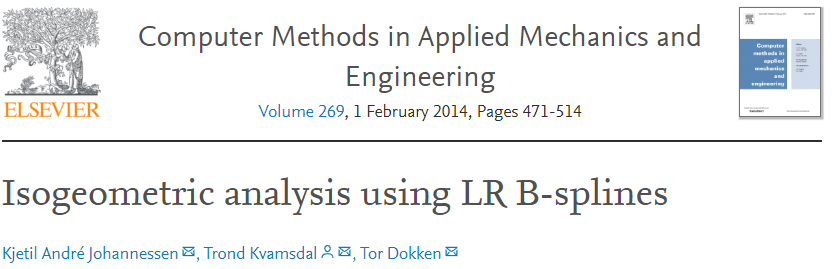 Computer Methods in Applied Mechanics and
Engineering
ELSEVIER
Volume 269, 1 February 2014, Pages 471-514
Computer
methods in
applied
mechanics
and
engineering
Isogeometric analysis using LR B-splines
Kjetil André Johannessen, Trond Kvamsdal, Tor Dokken